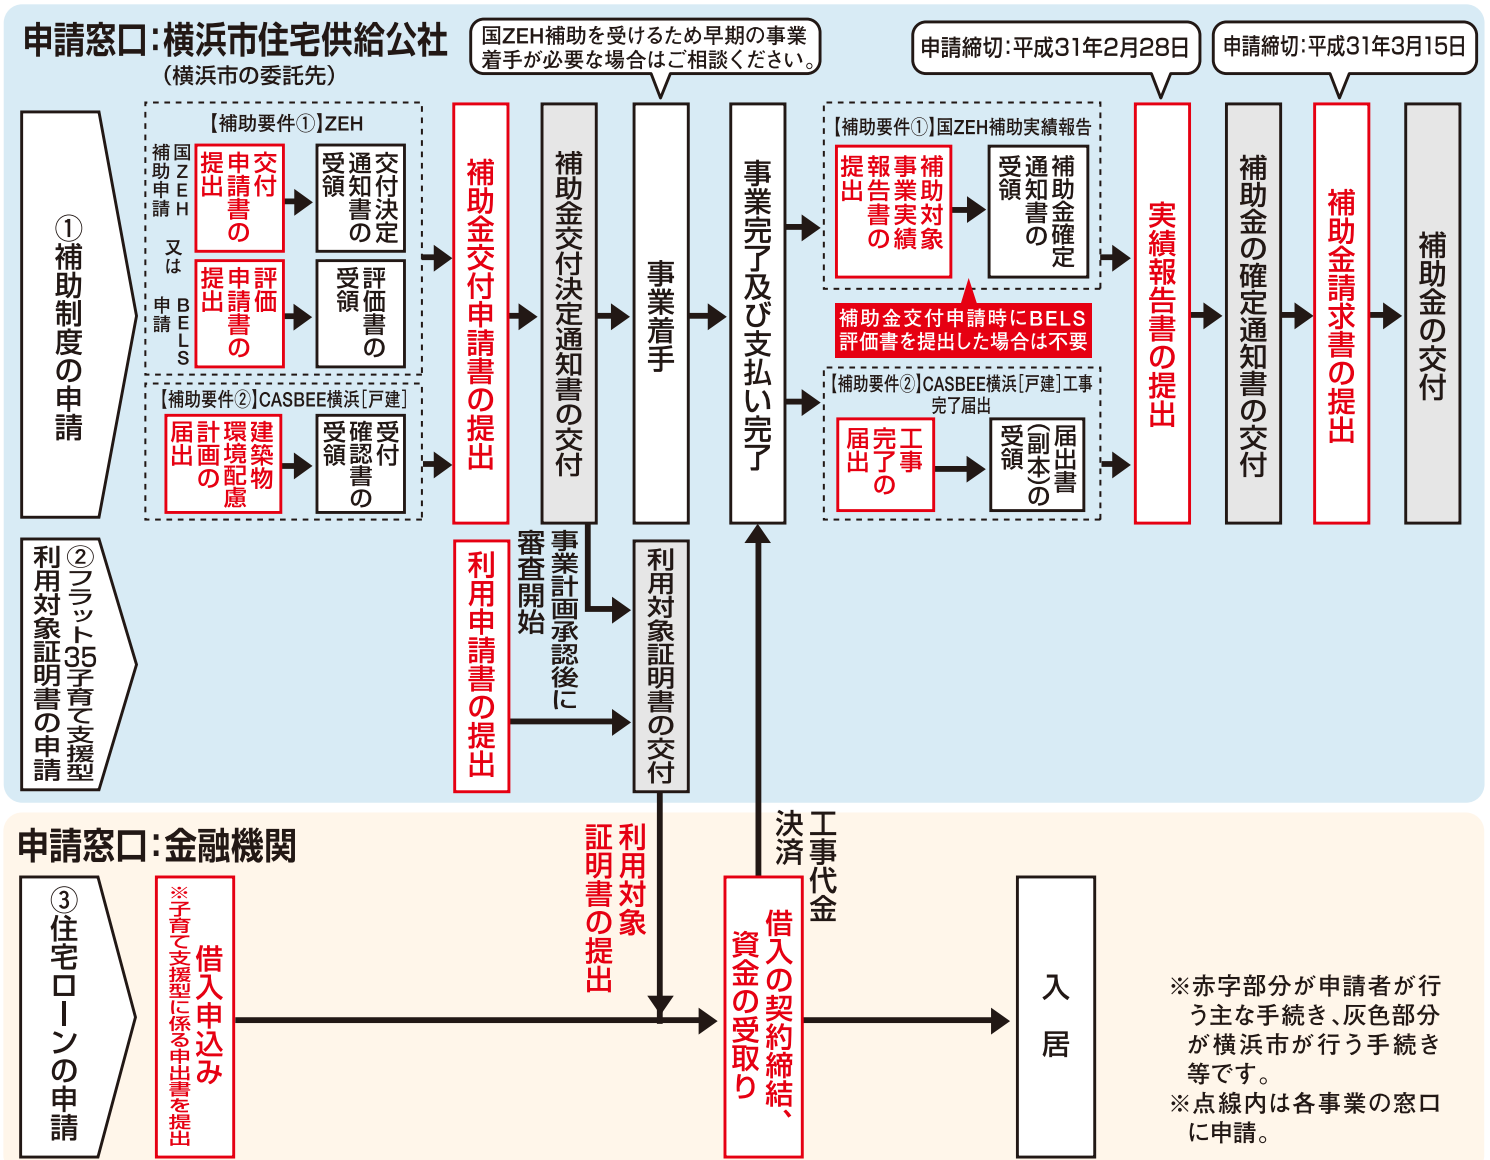 申請窓口：横浜市住宅供給公社
（横浜市の委託先）
国ZEH補助を受けるため早期の事業
着手が必要な場合はご相談ください。
申請締切：平成31年2月28日
申請締切：平成31年3月15日
①補助制度の申請
【補助要件①】ZEH
国ZEH
補助申請
又は
BELS
申請
交付
申請書の
提出
交付決定
通知書の
受領
評価
申請書の
提出
評価書の
受領
【補助要件②】CASBEE横浜［戸建］
建築物
環境配慮
計画の
届出
受付
確認書の
受領
補助金交付申請書の提出
補助金交付決定通知書の交付
事業着手
事業完了及び支払い完了
【補助要件①】国ZEH補助実績報告
補助対象
事業実績
報告書の
提出
補助金確定
通知書の
受領
補助金交付申請時にBELS
評価書を提出した場合は不要
【補助要件②】CASBEE横浜［戸建］工事
完了届出
工事
完了の
届出
届出書
（副本）の
受領
実績報告書の提出
補助金の確定通知書の交付
補助金請求書の提出
補助金の交付
②フラット35子育て支援型
利用対象証明書の申請
利用申請書の提出
事業計画承認後に
審査開始
利用対象証明書の交付
申請窓口：金融機関
③住宅ローンの申請
借入申込み
※子育て支援型に係る申出書を提出
利用対象
証明書の提出
工事代金
決済
借入の契約締結、
資金の受取り
入居
※赤字部分が申請者が行
う主な手続き、灰色部分
が横浜市が行う手続き
等です。
※点線内は各事業の窓口
に申請。